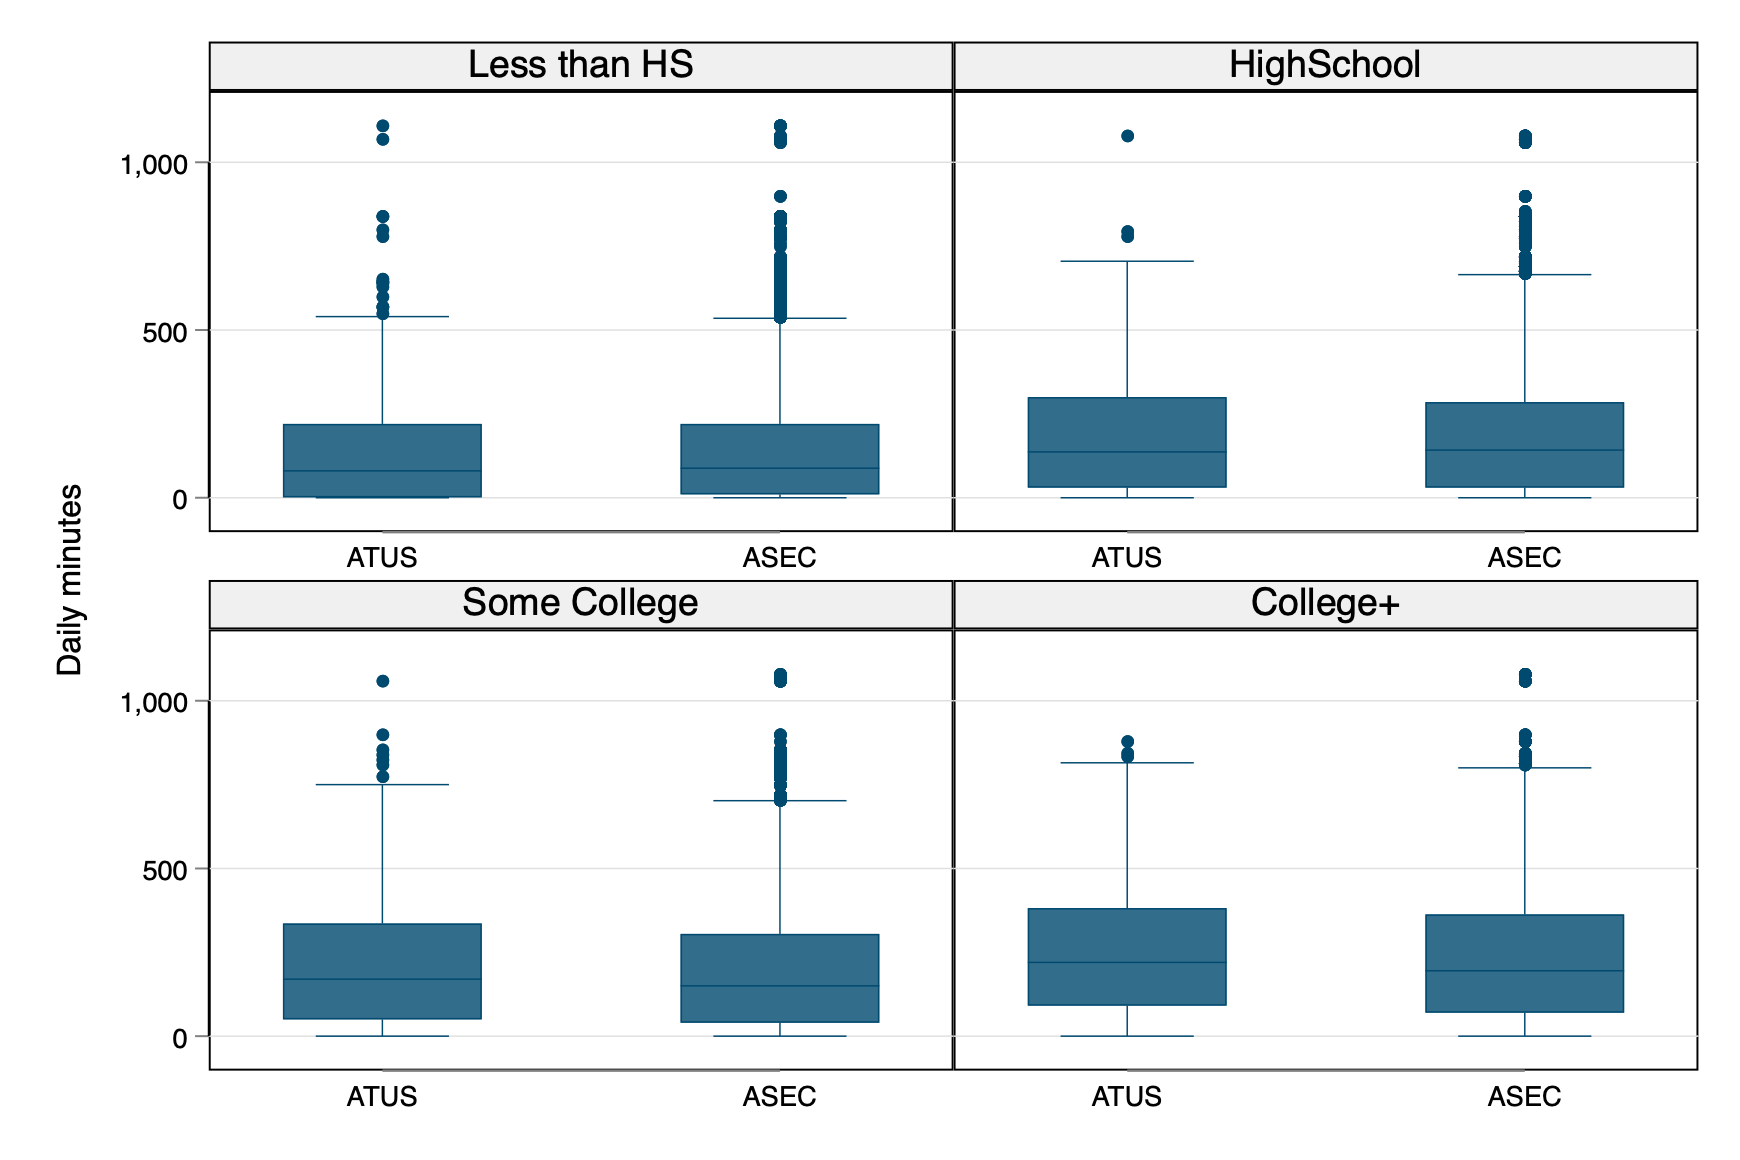 Less than HS
HighSchool
1,000
500
0
ATUS
ASEC
ATUS
ASEC
Daily minutes
Some College
College+
1,000
500
0
ATUS
ASEC
ATUS
ASEC